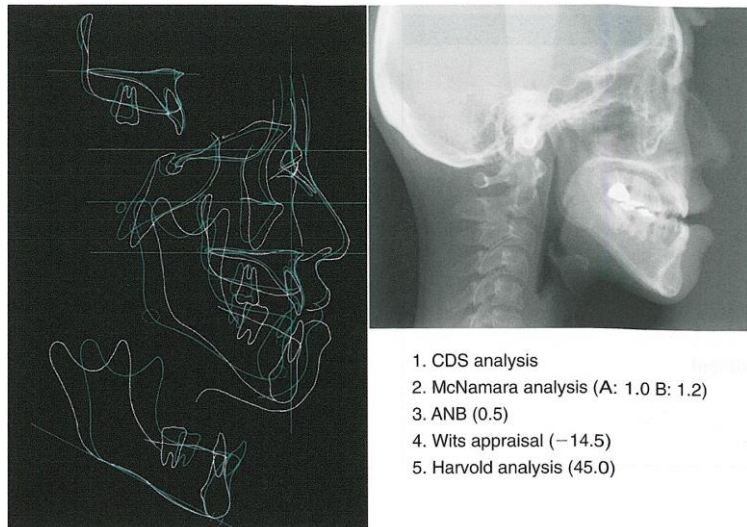 1. CDS analysis
2. McNamara analysis (A: 1.0 B: 1.2)
3. ANB (0.5)
4. Wits appraisal (−14.5)
5. Harvold analysis (45.0)